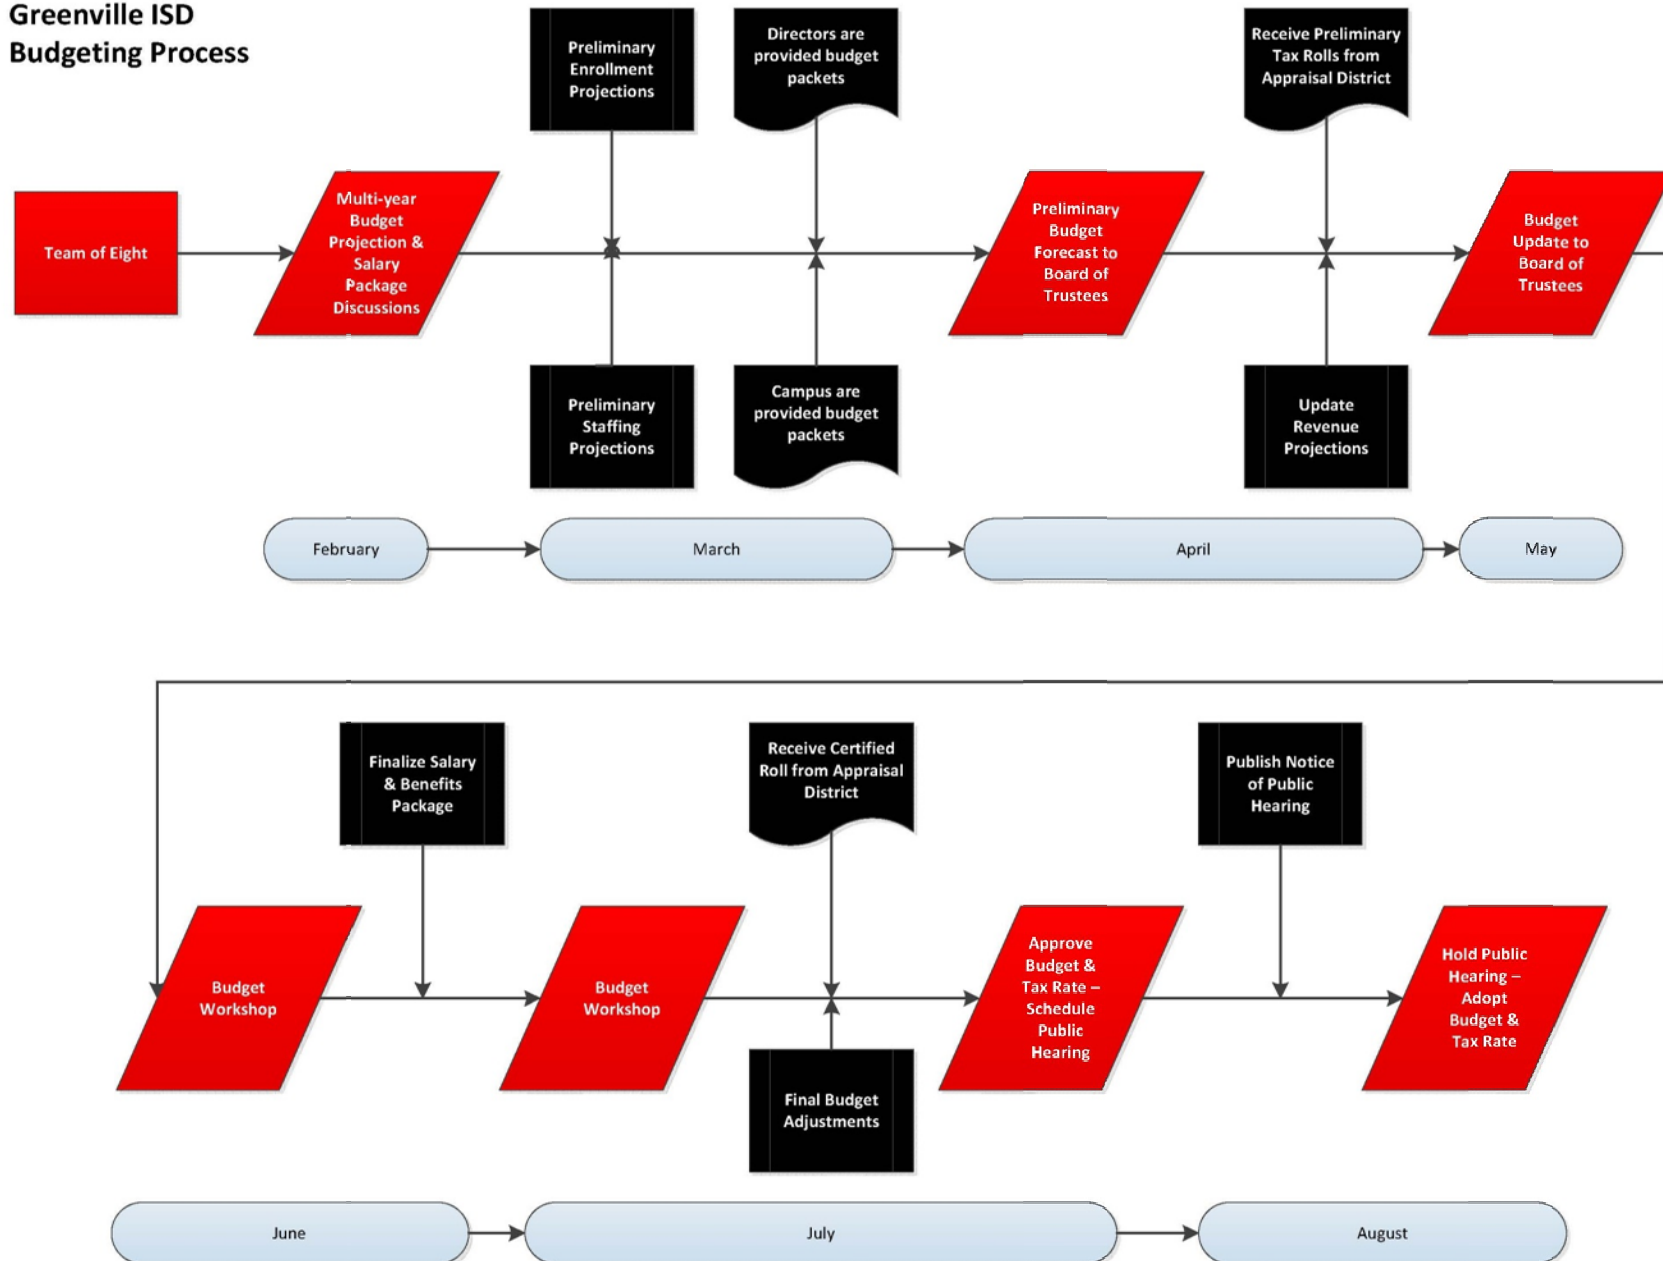 Greenville ISD
Budgeting Process
Preliminary
Enrollment
Projections
Directors are
provided budget
packets
Receive Preliminary
Tax Rolls from
Appraisal District
Team of Eight
Multi-year
Budget
Projection &
Salary
Package
Discussions
Preliminary
Budget
Forecast to
Board of
Trustees
Budget
Update to
Board of
Trustees
Preliminary
Staffing
Projections
Campus are
provided budget
packets
Update
Revenue
Projections
February
March
April
May
Finalize Salary
& Benefits
Package
Receive Certified
Roll from Appraisal
District
Publish Notice
of Public
Hearing
Budget
Workshop
Budget
Workshop
Approve
Budget &
Tax Rate –
Schedule
Public
Hearing
Hold Public
Hearing –
Adopt
Budget &
Tax Rate
Final Budget
Adjustments
June
July
August